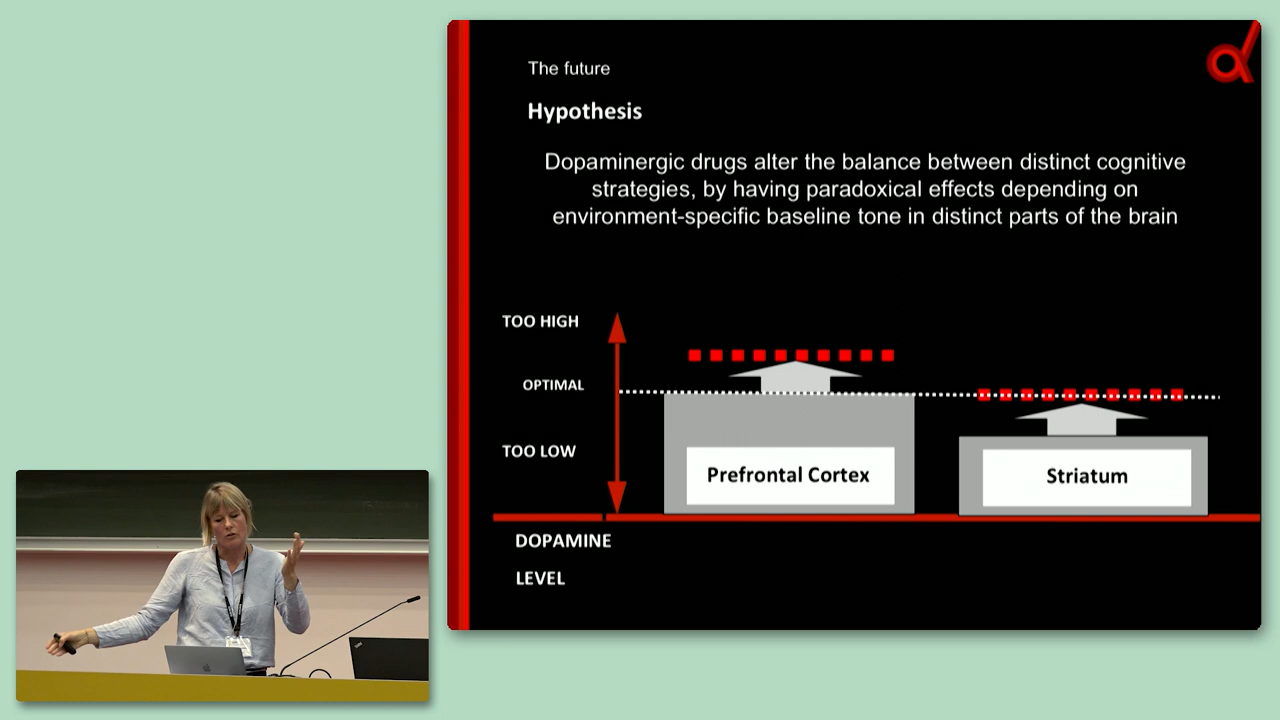 The future
Hypothesis
Dopaminergic drugs alter the balance between distinct cognitive
strategies, by having paradoxical effects depending on
environment-specific baseline tone in distinct parts of the brain
TOO HIGH
OPTIMAL
TOO LOW
Prefrontal Cortex
Striatum
DOPAMINE
LEVEL